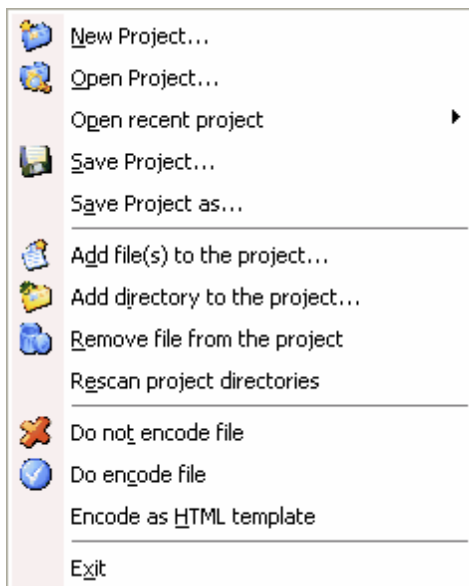 New Project...
Open Project...
Open recent project
Save Project...
Save Project as...
Add file(s) to the project...
Add directory to the project...
Remove file from the project
Rescan project directories
Do not encode file
Do encode file
Encode as HTML template
Exit